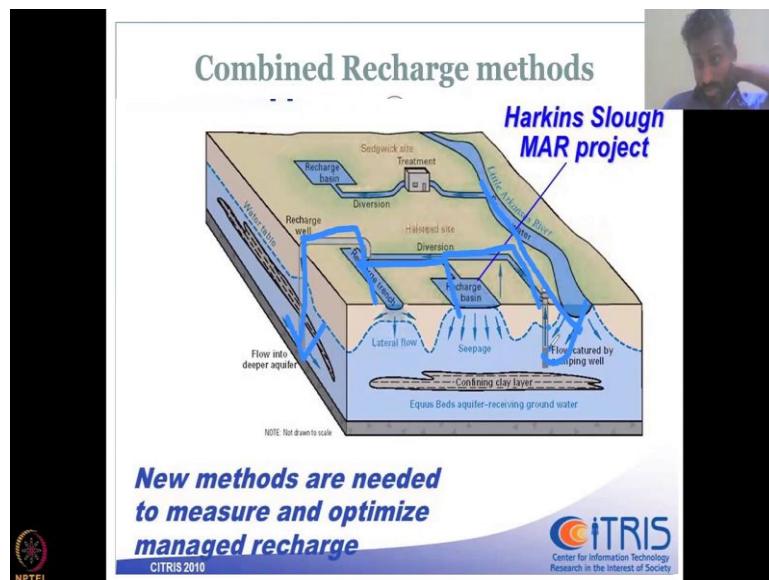 Combined Recharge methods
Harkins Slough
MAR project
Sedgwick site
Recharge
basin
Treatment
Diversion
Little Arkansas River
Water table
Recharge
well
Halstead site
Diversion
trench
Recharge
basin
Lateral flow
Seepage
Flow catured by
pumping well
Flow into
deeper aquifer
Confining clay layer
Equus Beds aquifer-receiving ground water
NOTE: Not drawn to scale
New methods are needed
to measure and optimize
managed recharge
CITRIS 2010
CiTRIS
Center for Information Technology
Research in the Interest of Society
NPTEL